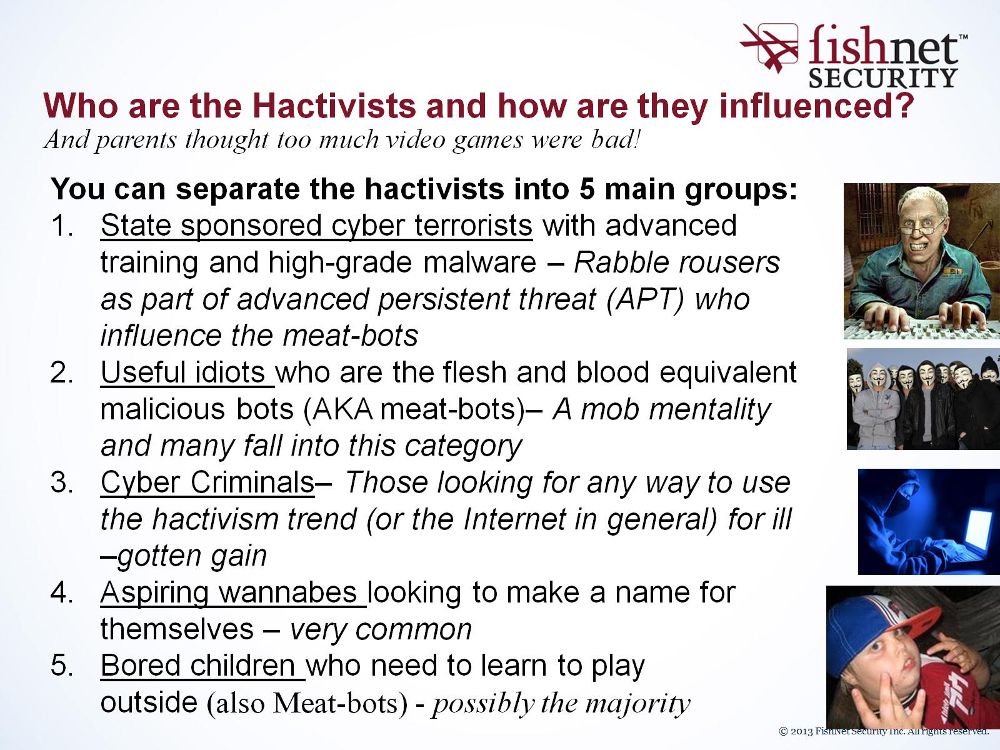 fishnet™
SECURITY
Who are the Hactivists and how are they influenced?
And parents thought too much video games were bad!
You can separate the hactivists into 5 main groups:
1. State sponsored cyber terrorists with advanced
training and high-grade malware – Rabble rousers
as part of advanced persistent threat (APT) who
influence the meat-bots
2. Useful idiots who are the flesh and blood equivalent
malicious bots (AKA meat-bots)– A mob mentality
and many fall into this category
3. Cyber Criminals– Those looking for any way to use
the hactivism trend (or the Internet in general) for ill
–gotten gain
4. Aspiring wannabes looking to make a name for
themselves – very common
5. Bored children who need to learn to play
outside (also Meat-bots) - possibly the majority
© 2013 FishNet Security Inc. All rights reserved.